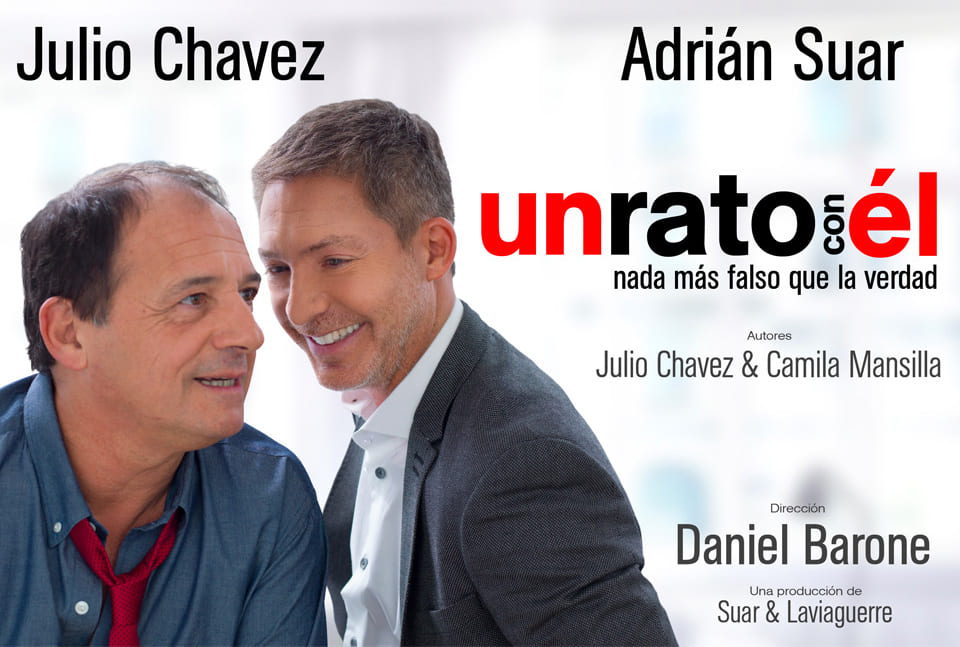 Julio Chavez
Adrián Suar
unratoconél
nada más falso que la verdad
Autores
Julio Chavez & Camila Mansilla
Dirección
Daniel Barone
Una producción de
Suar & Laviaguerre